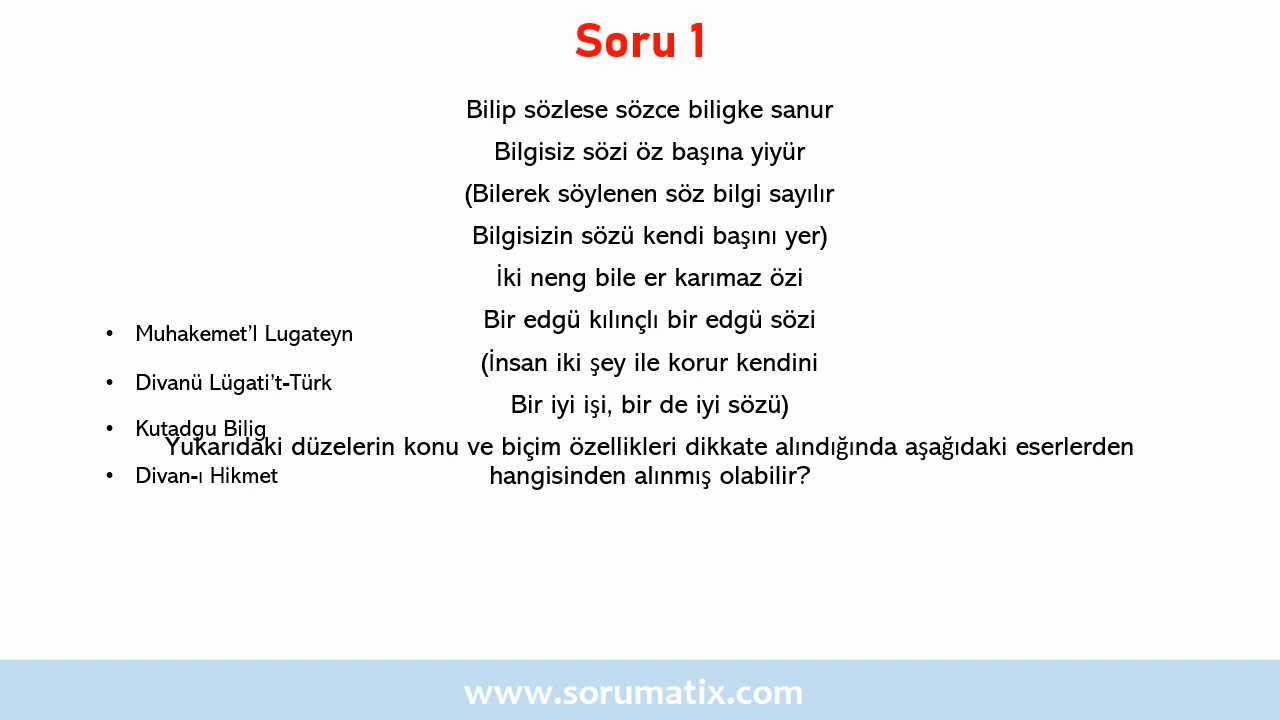 Soru 1
Bilip sözlese sözce biligke sanur
Bilgisiz sözi öz başına yiyür
(Bilerek söylenen söz bilgi sayılır
Bilgisizin sözü kendi başını yer)
İki neng bile er karımaz özi
Bir edgü kılınçlı bir edgü sözi
(İnsan iki şey ile korur kendini
Bir iyi işi, bir de iyi sözü)
Yukarıdaki düzelerin konu ve biçim özellikleri dikkate alındığında aşağıdaki eserlerden
hangisinden alınmış olabilir?
• Muhakemet’l Lugateyn
• Divanü Lügati’t-Türk
• Kutadgu Bilig
• Divan-ı Hikmet
www.sorumatix.com